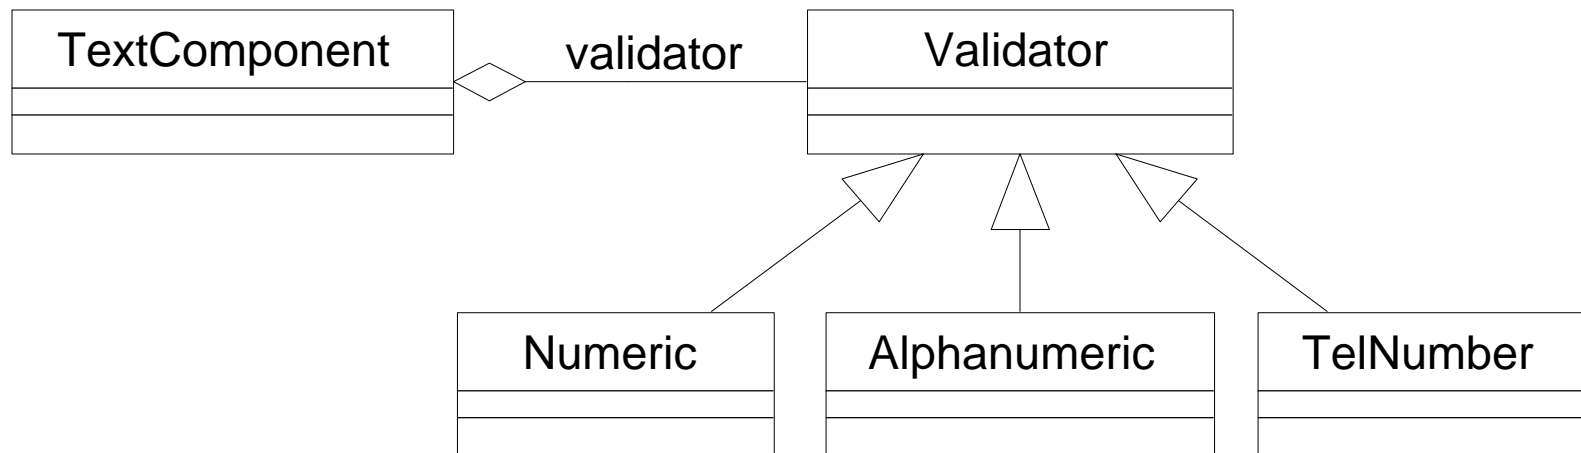 TextComponent
validator
Validator
Numeric
Alphanumeric
TelNumber